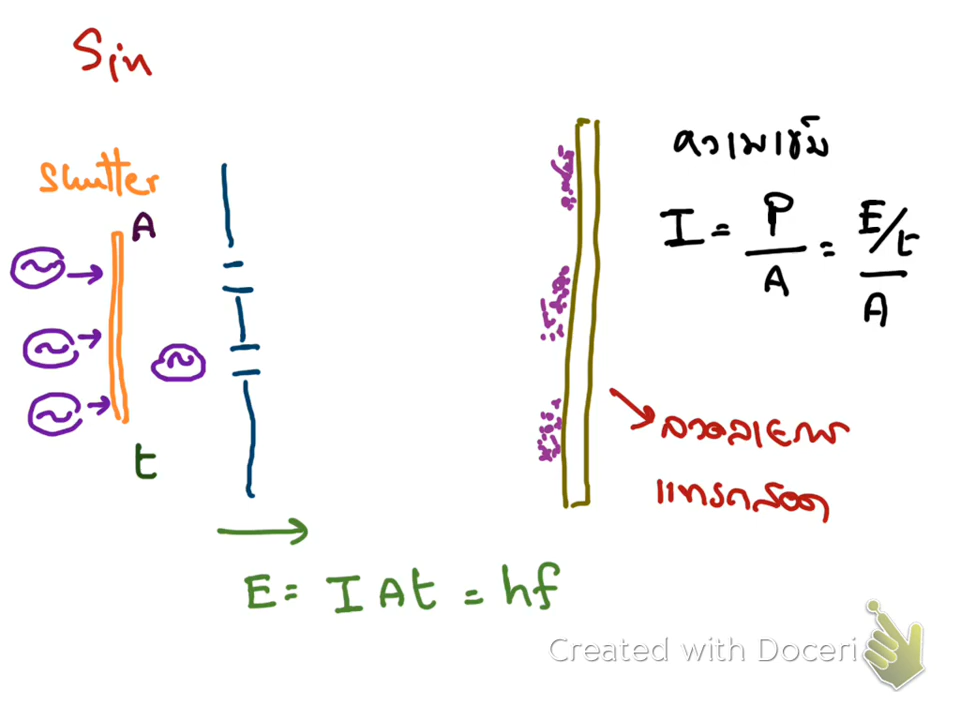 Sin
shutter
A
t
ความเข้ม
I = P/A = E/t/A
ลวดลาย
แทรกสอด
E = I A t = hf
Created with Doceri